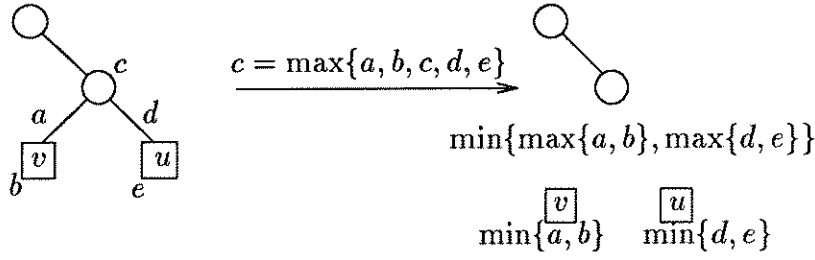 c
c = max{a, b, c, d, e}
a
d
v
u
b
e
min{max{a, b}, max{d, e}}
v
u
min{a, b}
min{d, e}